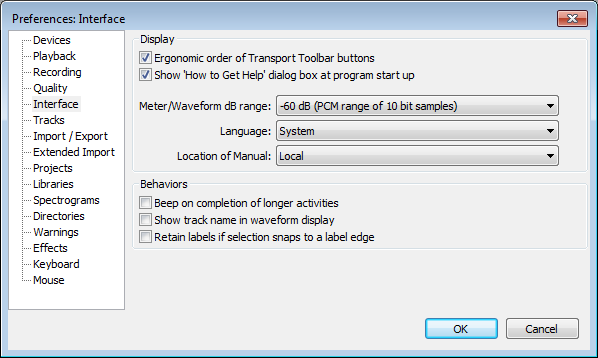 Preferences: Interface
Devices
Playback
Recording
Quality
Interface
Tracks
Import / Export
Extended Import
Projects
Libraries
Spectrograms
Directories
Warnings
Effects
Keyboard
Mouse
Display
Ergonomic order of Transport Toolbar buttons
Show 'How to Get Help' dialog box at program start up
Meter/Waveform dB range: -60 dB (PCM range of 10 bit samples)
Language: System
Location of Manual: Local
Behaviors
Beep on completion of longer activities
Show track name in waveform display
Retain labels if selection snaps to a label edge
OK Cancel